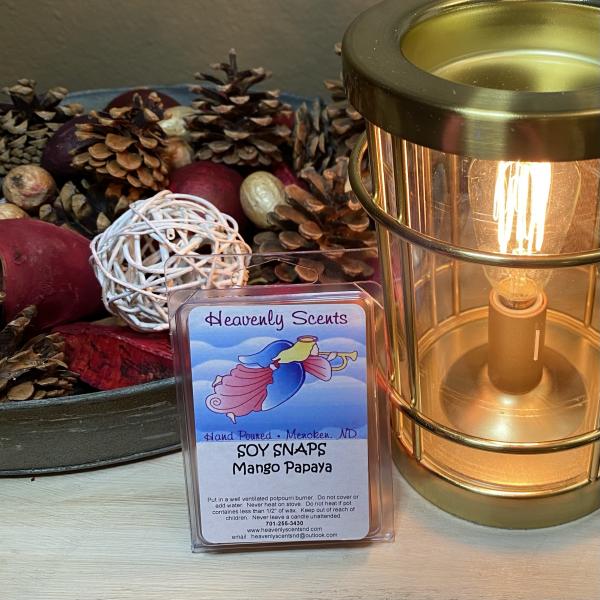 Heavenly Scents
Hand Poured • Menoken, ND
SOY SNAPS
Mango Papaya
Put in a well ventilated potpourri burner. Do not cover or
add water. Never heat on stove. Do not heat if pot
containes less than 1/2" of wax. Keep out of reach of
children. Never leave a candle unattended.
701-255-3430
www.heavenlyscentsnd.com
email heavenlyscentsnd@outlook.com